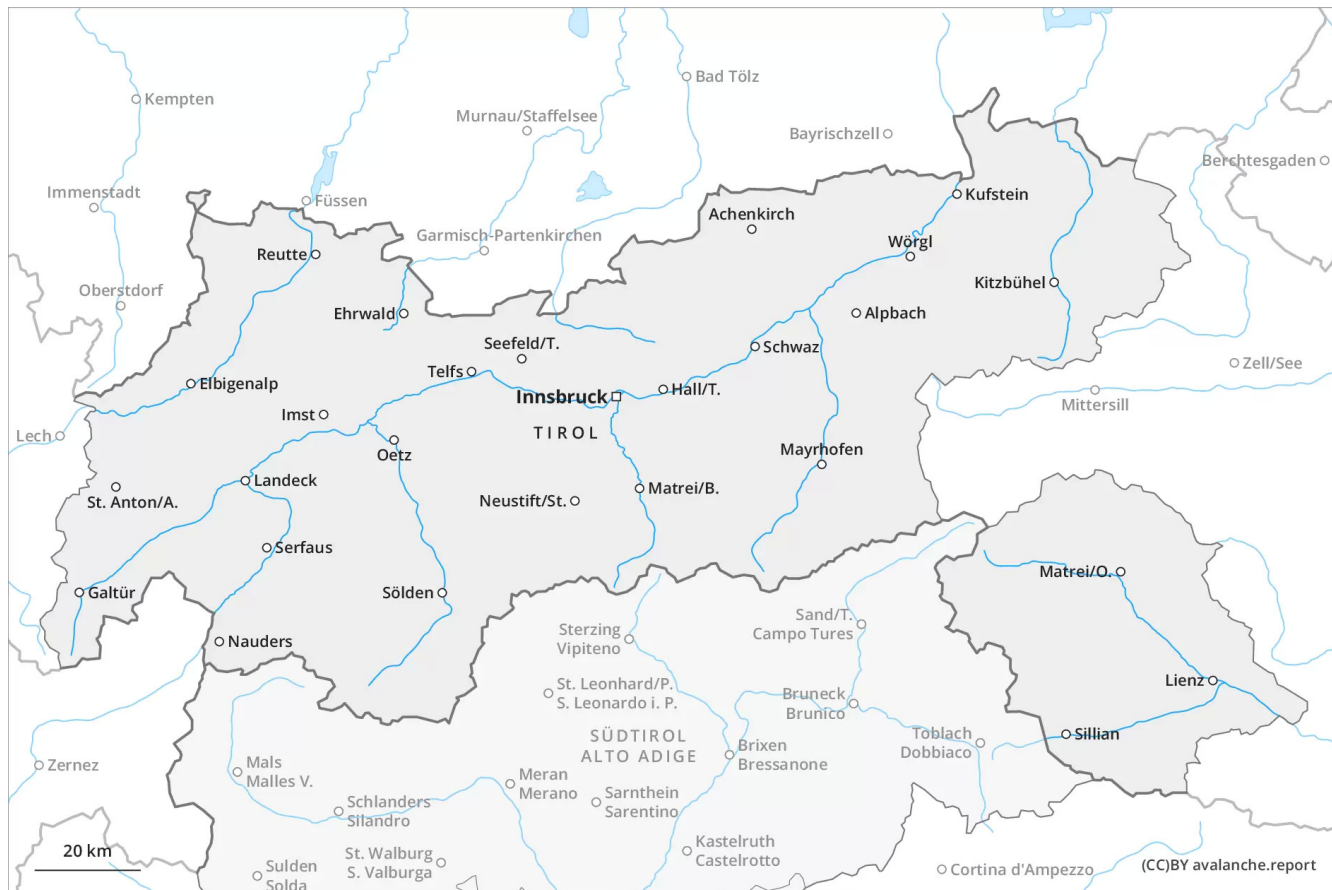 Bad Tölz
Kempten
Murnau/Staffelsee
Bayrischzell
Berchtesgaden
Immenstadt
Füssen
Kufstein
Achenkirch
Garmisch-Partenkirchen
Wörgl
Reutte
Kitzbühel
Oberstdorf
Ehrwald
Alpbach
Seefeld/T.
Schwaz
Zell/See
Telfs
Elbigenalp
Hall/T.
Innsbruck
Mittersill
Imst
TIROL
Lech
Oetz
Mayrhofen
Landeck
Matrei/B.
St. Anton/A.
Neustift/St.
Serfaus
Matrei/O.
Galtür
Sölden
Sand/T.
Campo Tures
Sterzing
Vipiteno
Nauders
Lienz
St. Leonhard/P.
S. Leonardo i. P.
Bruneck
Brunico
SÜDTIROL
ALTO ADIGE
Toblach
Dobbiaco
Sillian
Brixen
Bressanone
Zernez
Mals
Malles V.
Meran
Merano
Sarnthein
Sarentino
Schlanders
Silandro
Kastelruth
Castelrotto
20 km
St. Walburg
S. Valburga
Sulden
Solda
Cortina d'Ampezzo
(CC)BY avalanche.report